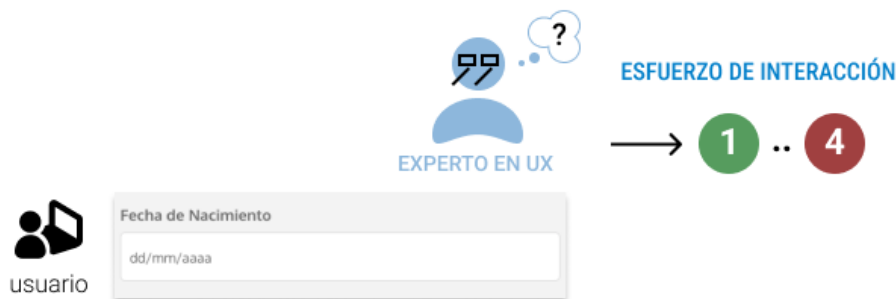 ?
ESFUERZO DE INTERACCIÓN
EXPERTO EN UX
1 .. 4
Fecha de Nacimiento
dd/mm/aaaa
usuario